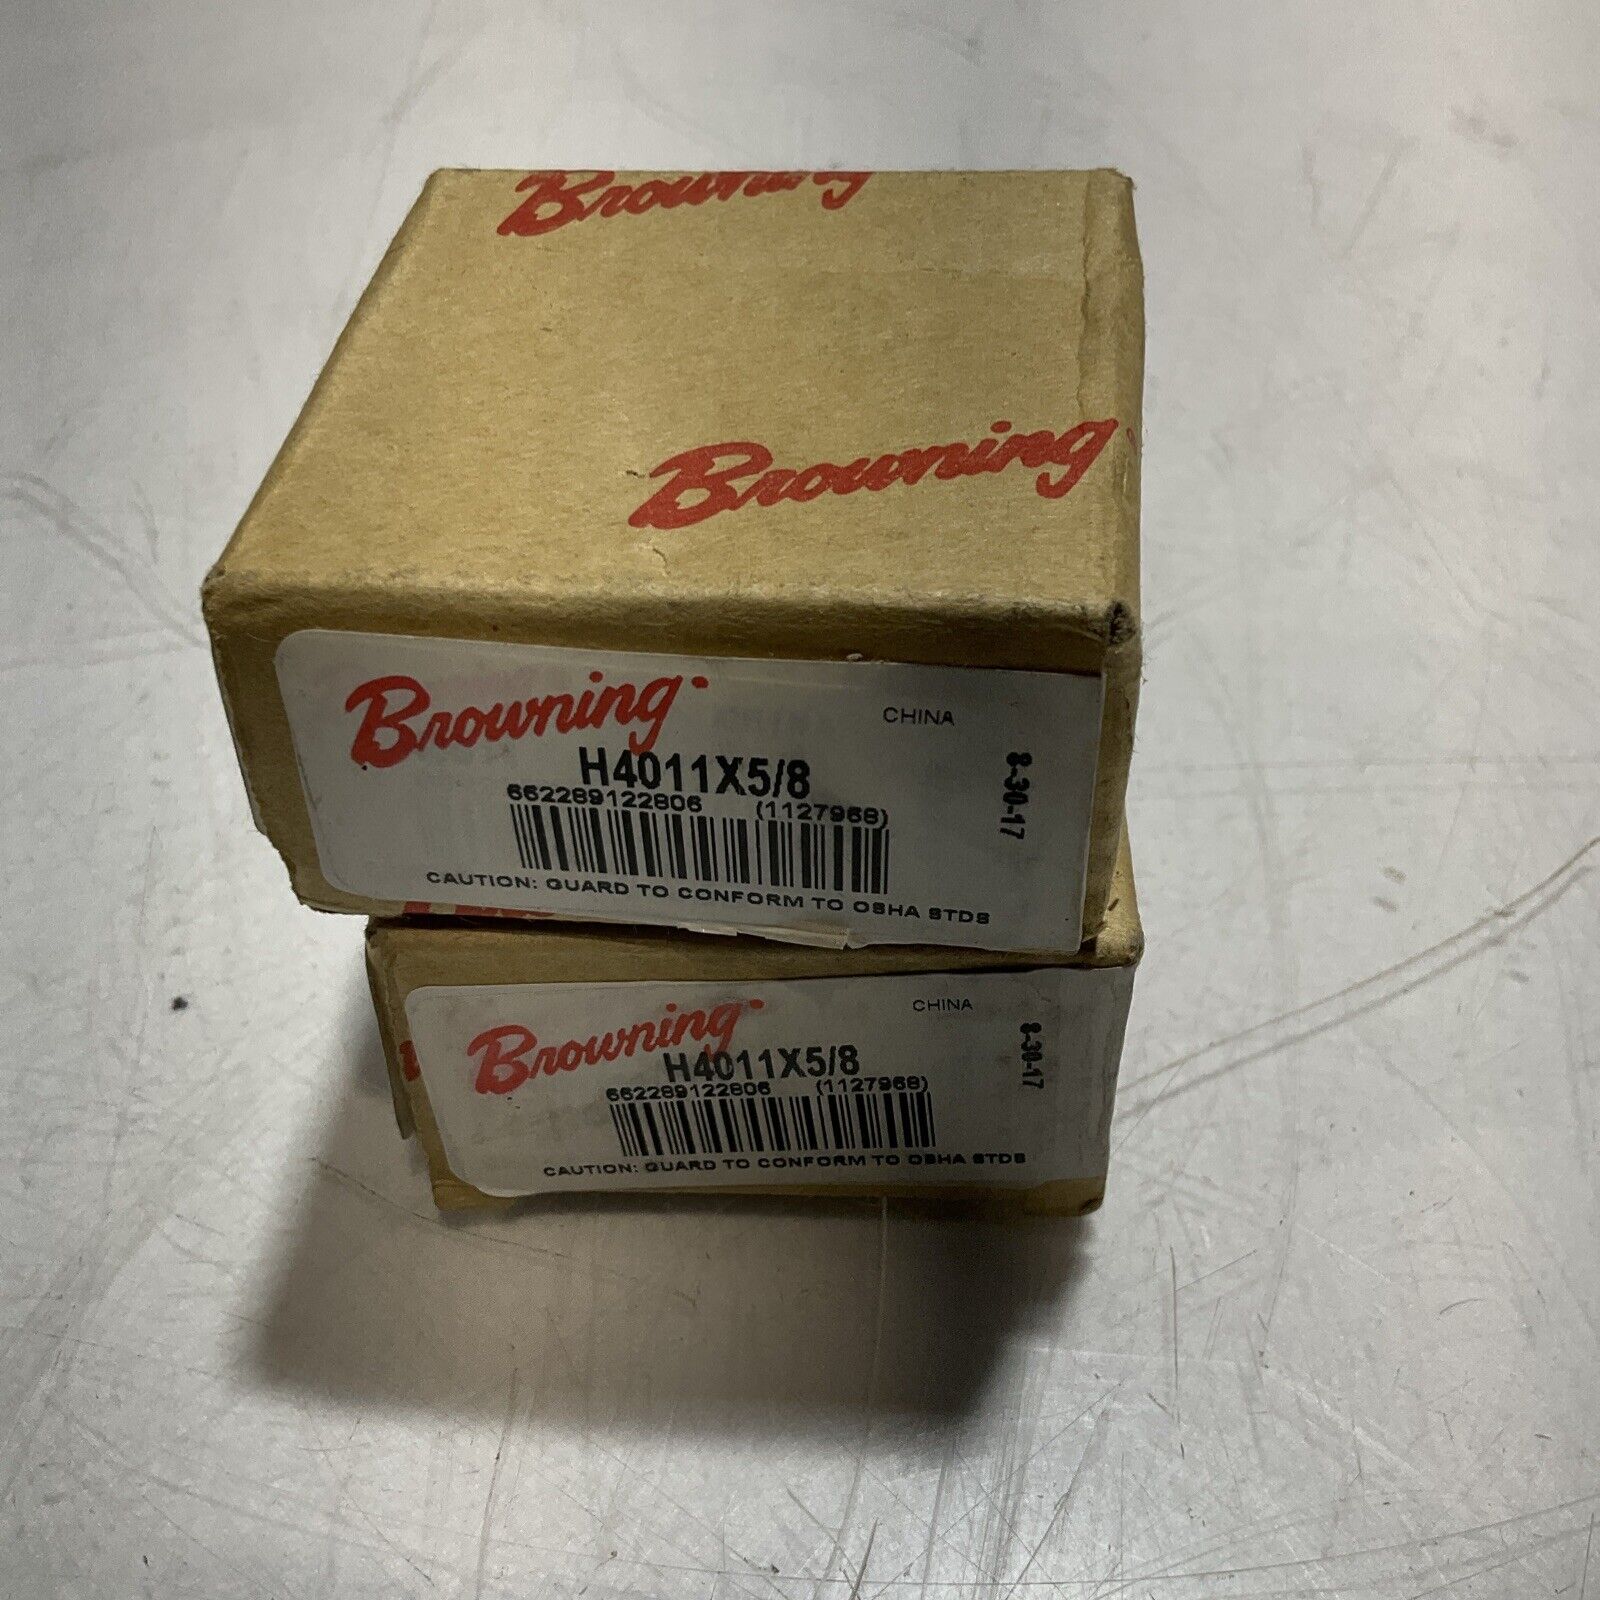 Browning
Browning
Browning
CHINA
H4011X5/8
662289122806 (1127968)
8-30-17
CAUTION: GUARD TO CONFORM TO OSHA STDS
Browning
CHINA
H4011X5/8
662289122806 (1127968)
8-30-17
CAUTION: GUARD TO CONFORM TO OSHA STDS